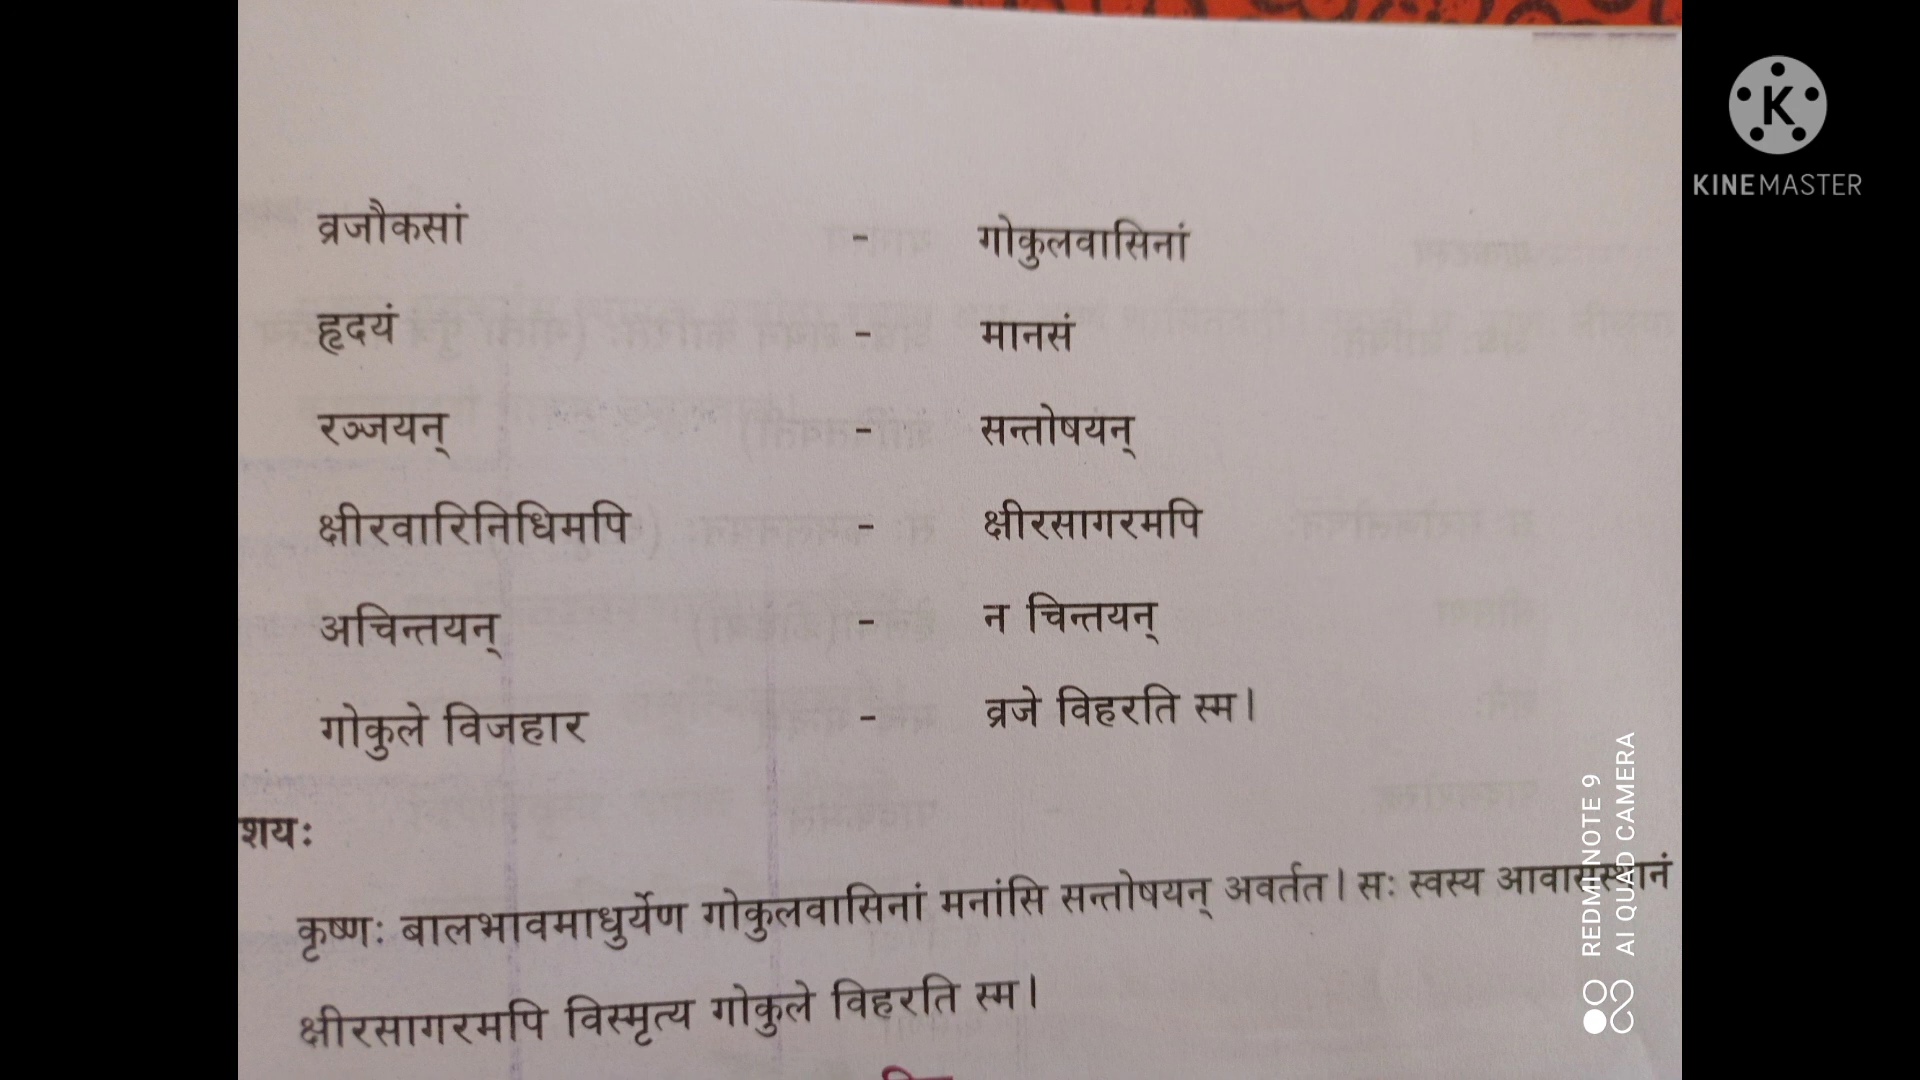 व्रजौकसां - गोकुलवासिनां
हृदयं - मानसं
रञ्जयन् - सन्तोषयन्
क्षीरवारिनिधिमपि - क्षीरसागरमपि
अचिन्तयन् - न चिन्तयन्
गोकुले विजहार - व्रजे विहरति स्म।
शयः
कृष्णः बालभावमाधुर्येण गोकुलवासिनां मनांसि सन्तोषयन् अवर्तत। सः स्वस्य आवासस्थानं
क्षीरसागरमपि विस्मृत्य गोकुले विहरति स्म।
K
KINEMASTER
REDMI NOTE 9
AI QUAD CAMERA